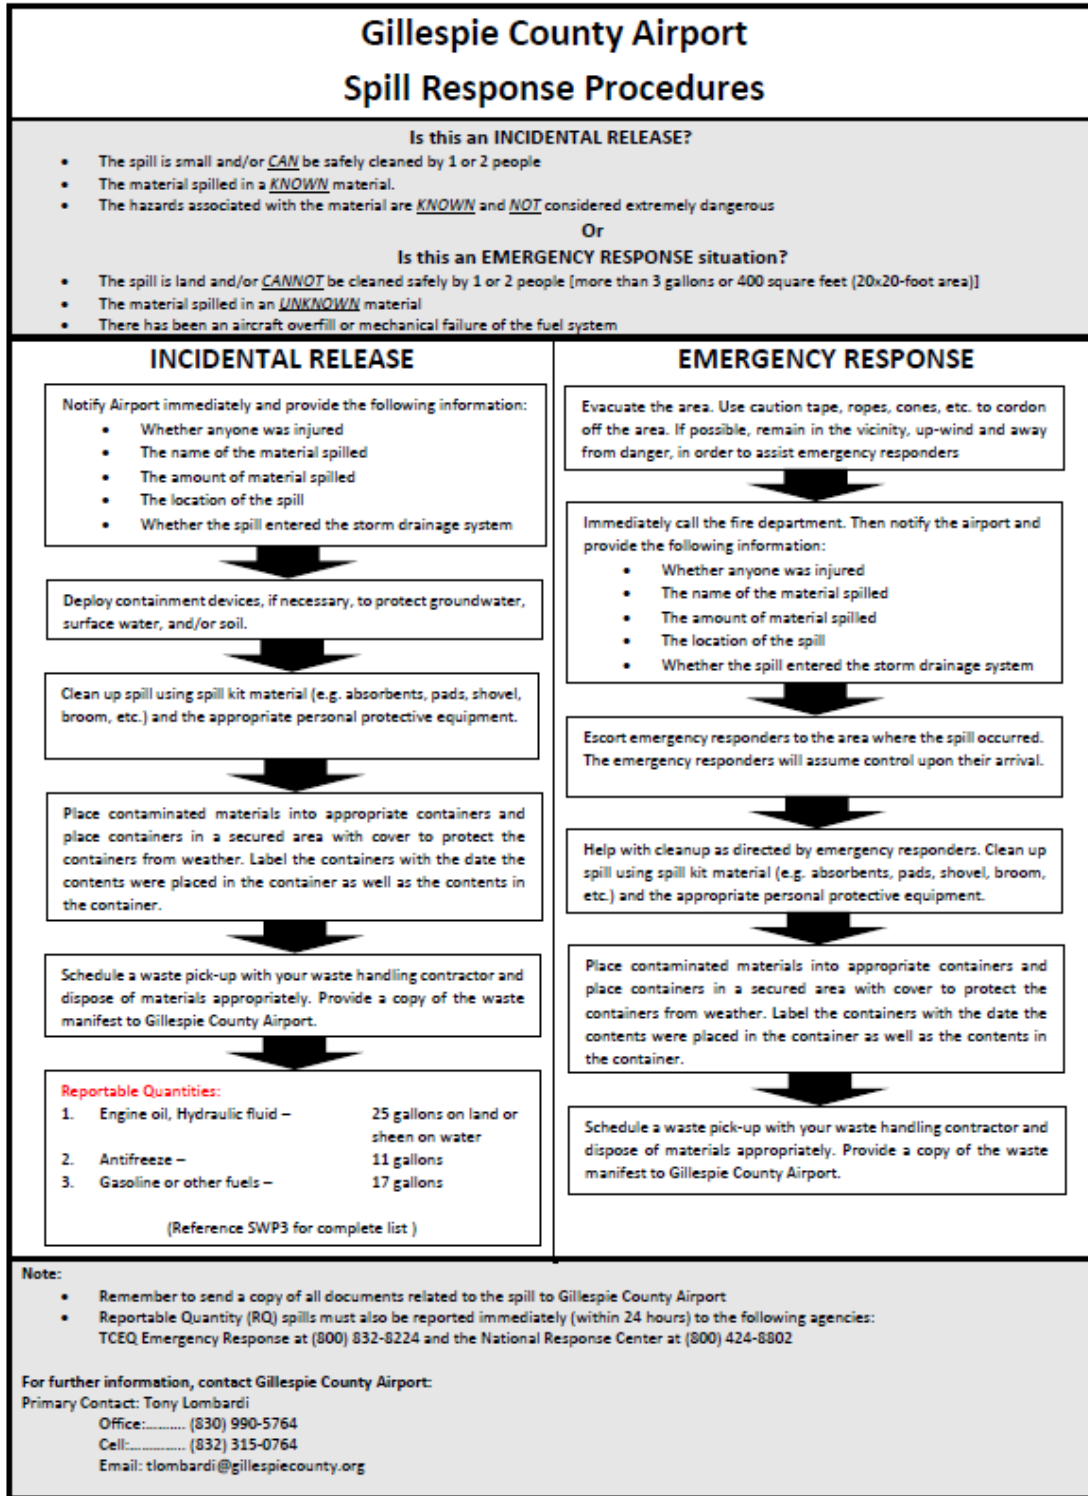 Gillespie County Airport
Spill Response Procedures
Is this an INCIDENTAL RELEASE?
• The spill is small and/or CAN be safely cleaned by 1 or 2 people
• The material spilled in a KNOWN material.
• The hazards associated with the material are KNOWN and NOT considered extremely dangerous
Or
Is this an EMERGENCY RESPONSE situation?
• The spill is land and/or CANNOT be cleaned safely by 1 or 2 people [more than 3 gallons or 400 square feet (20x20-foot area)]
• The material spilled in an UNKNOWN material
• There has been an aircraft overfill or mechanical failure of the fuel system
INCIDENTAL RELEASE
Notify Airport immediately and provide the following information:
• Whether anyone was injured
• The name of the material spilled
• The amount of material spilled
• The location of the spill
• Whether the spill entered the storm drainage system
Deploy containment devices, if necessary, to protect groundwater,
surface water, and/or soil.
Clean up spill using spill kit material (e.g. absorbents, pads, shovel,
broom, etc.) and the appropriate personal protective equipment.
Place contaminated materials into appropriate containers and
place containers in a secured area with cover to protect the
containers from weather. Label the containers with the date the
contents were placed in the container as well as the contents in
the container.
Schedule a waste pick-up with your waste handling contractor and
dispose of materials appropriately. Provide a copy of the waste
manifest to Gillespie County Airport.
Reportable Quantities:
1. Engine oil, Hydraulic fluid – 25 gallons on land or
sheen on water
2. Antifreeze – 11 gallons
3. Gasoline or other fuels – 17 gallons
(Reference SWP3 for complete list )
EMERGENCY RESPONSE
Evacuate the area. Use caution tape, ropes, cones, etc. to cordon
off the area. If possible, remain in the vicinity, up-wind and away
from danger, in order to assist emergency responders
Immediately call the fire department. Then notify the airport and
provide the following information:
• Whether anyone was injured
• The name of the material spilled
• The amount of material spilled
• The location of the spill
• Whether the spill entered the storm drainage system
Escort emergency responders to the area where the spill occurred.
The emergency responders will assume control upon their arrival.
Help with cleanup as directed by emergency responders. Clean up
spill using spill kit material (e.g. absorbents, pads, shovel, broom,
etc.) and the appropriate personal protective equipment.
Place contaminated materials into appropriate containers and
place containers in a secured area with cover to protect the
containers from weather. Label the containers with the date the
contents were placed in the container as well as the contents in
the container.
Schedule a waste pick-up with your waste handling contractor and
dispose of materials appropriately. Provide a copy of the waste
manifest to Gillespie County Airport.
Note:
• Remember to send a copy of all documents related to the spill to Gillespie County Airport
• Reportable Quantity (RQ) spills must also be reported immediately (within 24 hours) to the following agencies:
TCEQ Emergency Response at (800) 832-8224 and the National Response Center at (800) 424-8802
For further information, contact Gillespie County Airport:
Primary Contact: Tony Lombardi
Office:.......... (830) 990-5764
Cell:.............. (832) 315-0764
Email: tlombardi@gillespiecounty.org